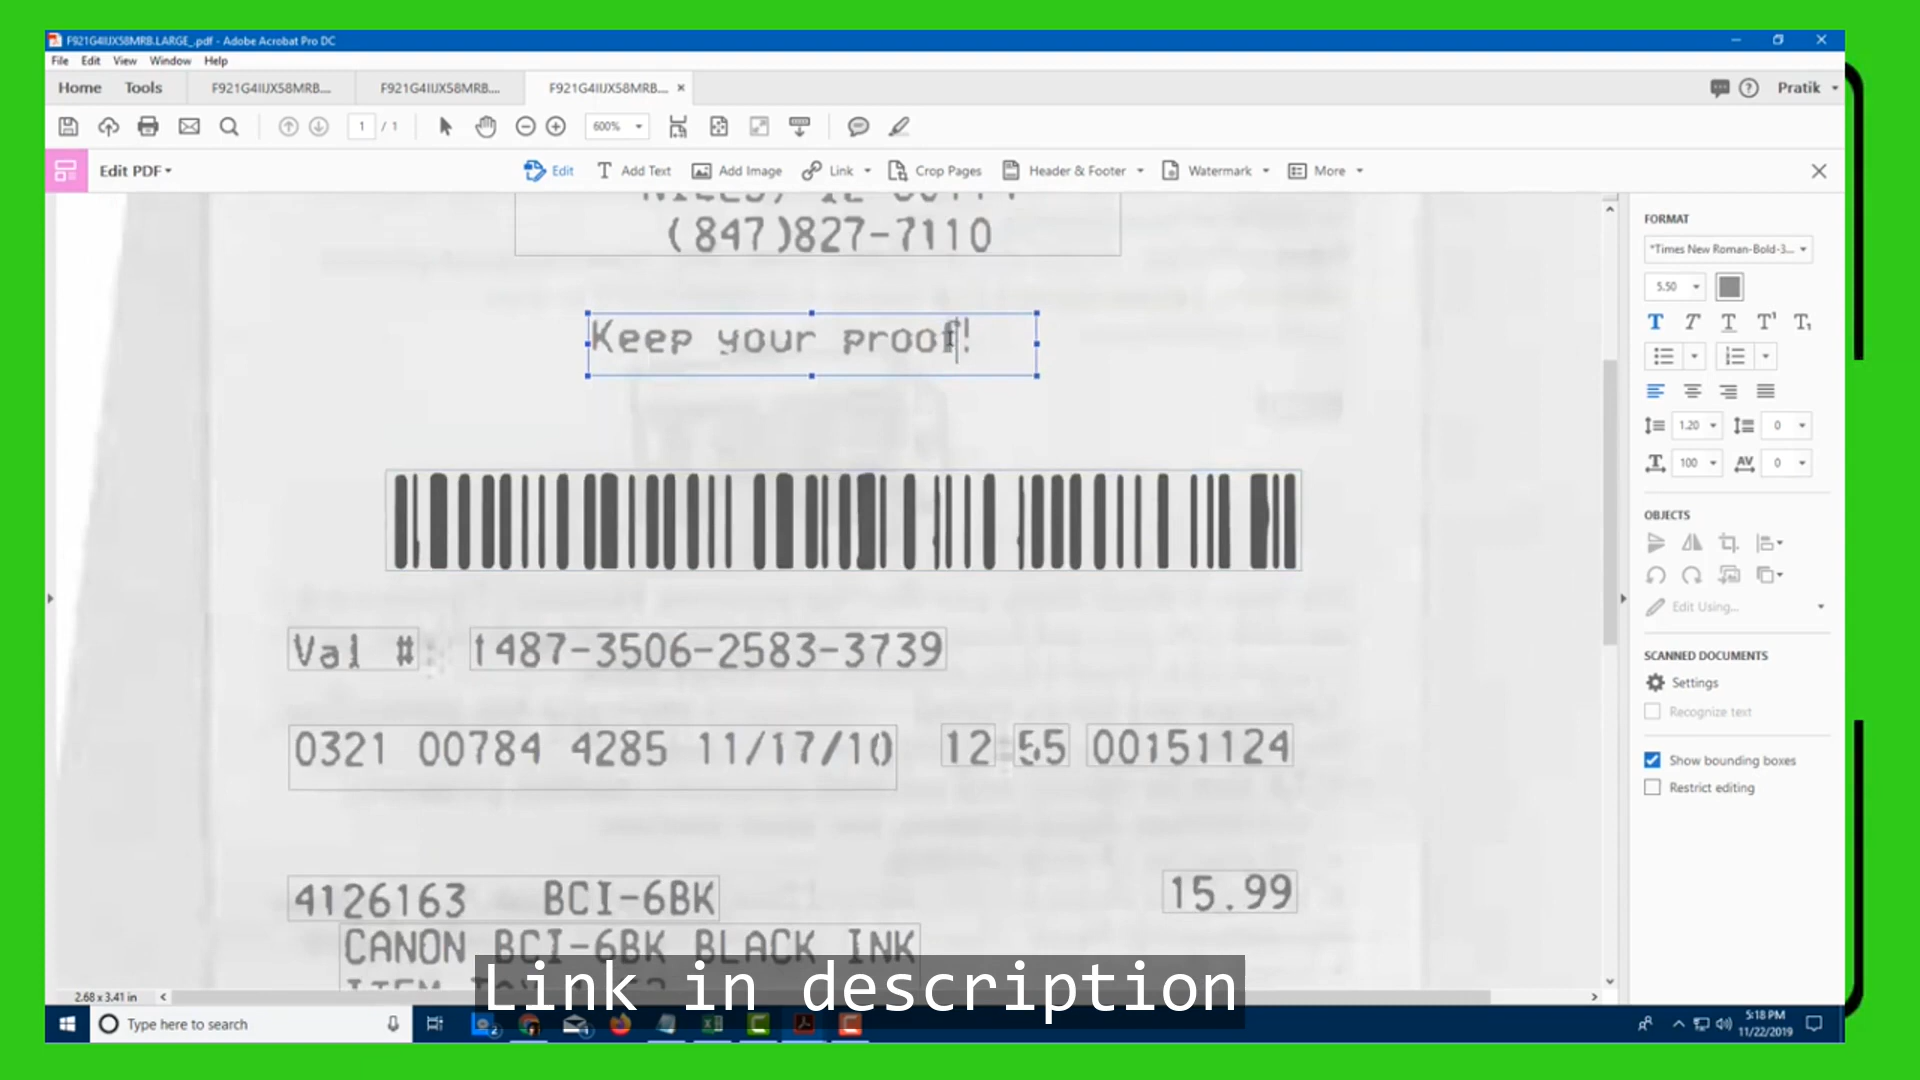 F921G4IIJX58MRB.LARGE_.pdf - Adobe Acrobat Pro DC
File Edit View Window Help
Home Tools F921G4IIJX58MRB.... F921G4IIJX58MRB.... F921G4IIJX58MRB.... Pratik
1 / 1 600%
Edit PDF Edit Add Text Add Image Link Crop Pages Header & Footer Watermark More
(847)827-7110
Keep your proof!
Val # 1487-3506-2583-3739
0321 00784 4285 11/17/10 12:55 00151124
4126163 BCI-6BK 15.99
CANON BCI-6BK BLACK INK
FORMAT
*Times New Roman-Bold-3...
5.50
1.20 0
100 0
OBJECTS
Edit Using...
SCANNED DOCUMENTS
Settings
Recognize text
Show bounding boxes
Restrict editing
2.68 x 3.41 in
Link in description
Type here to search
5:18 PM
11/22/2019